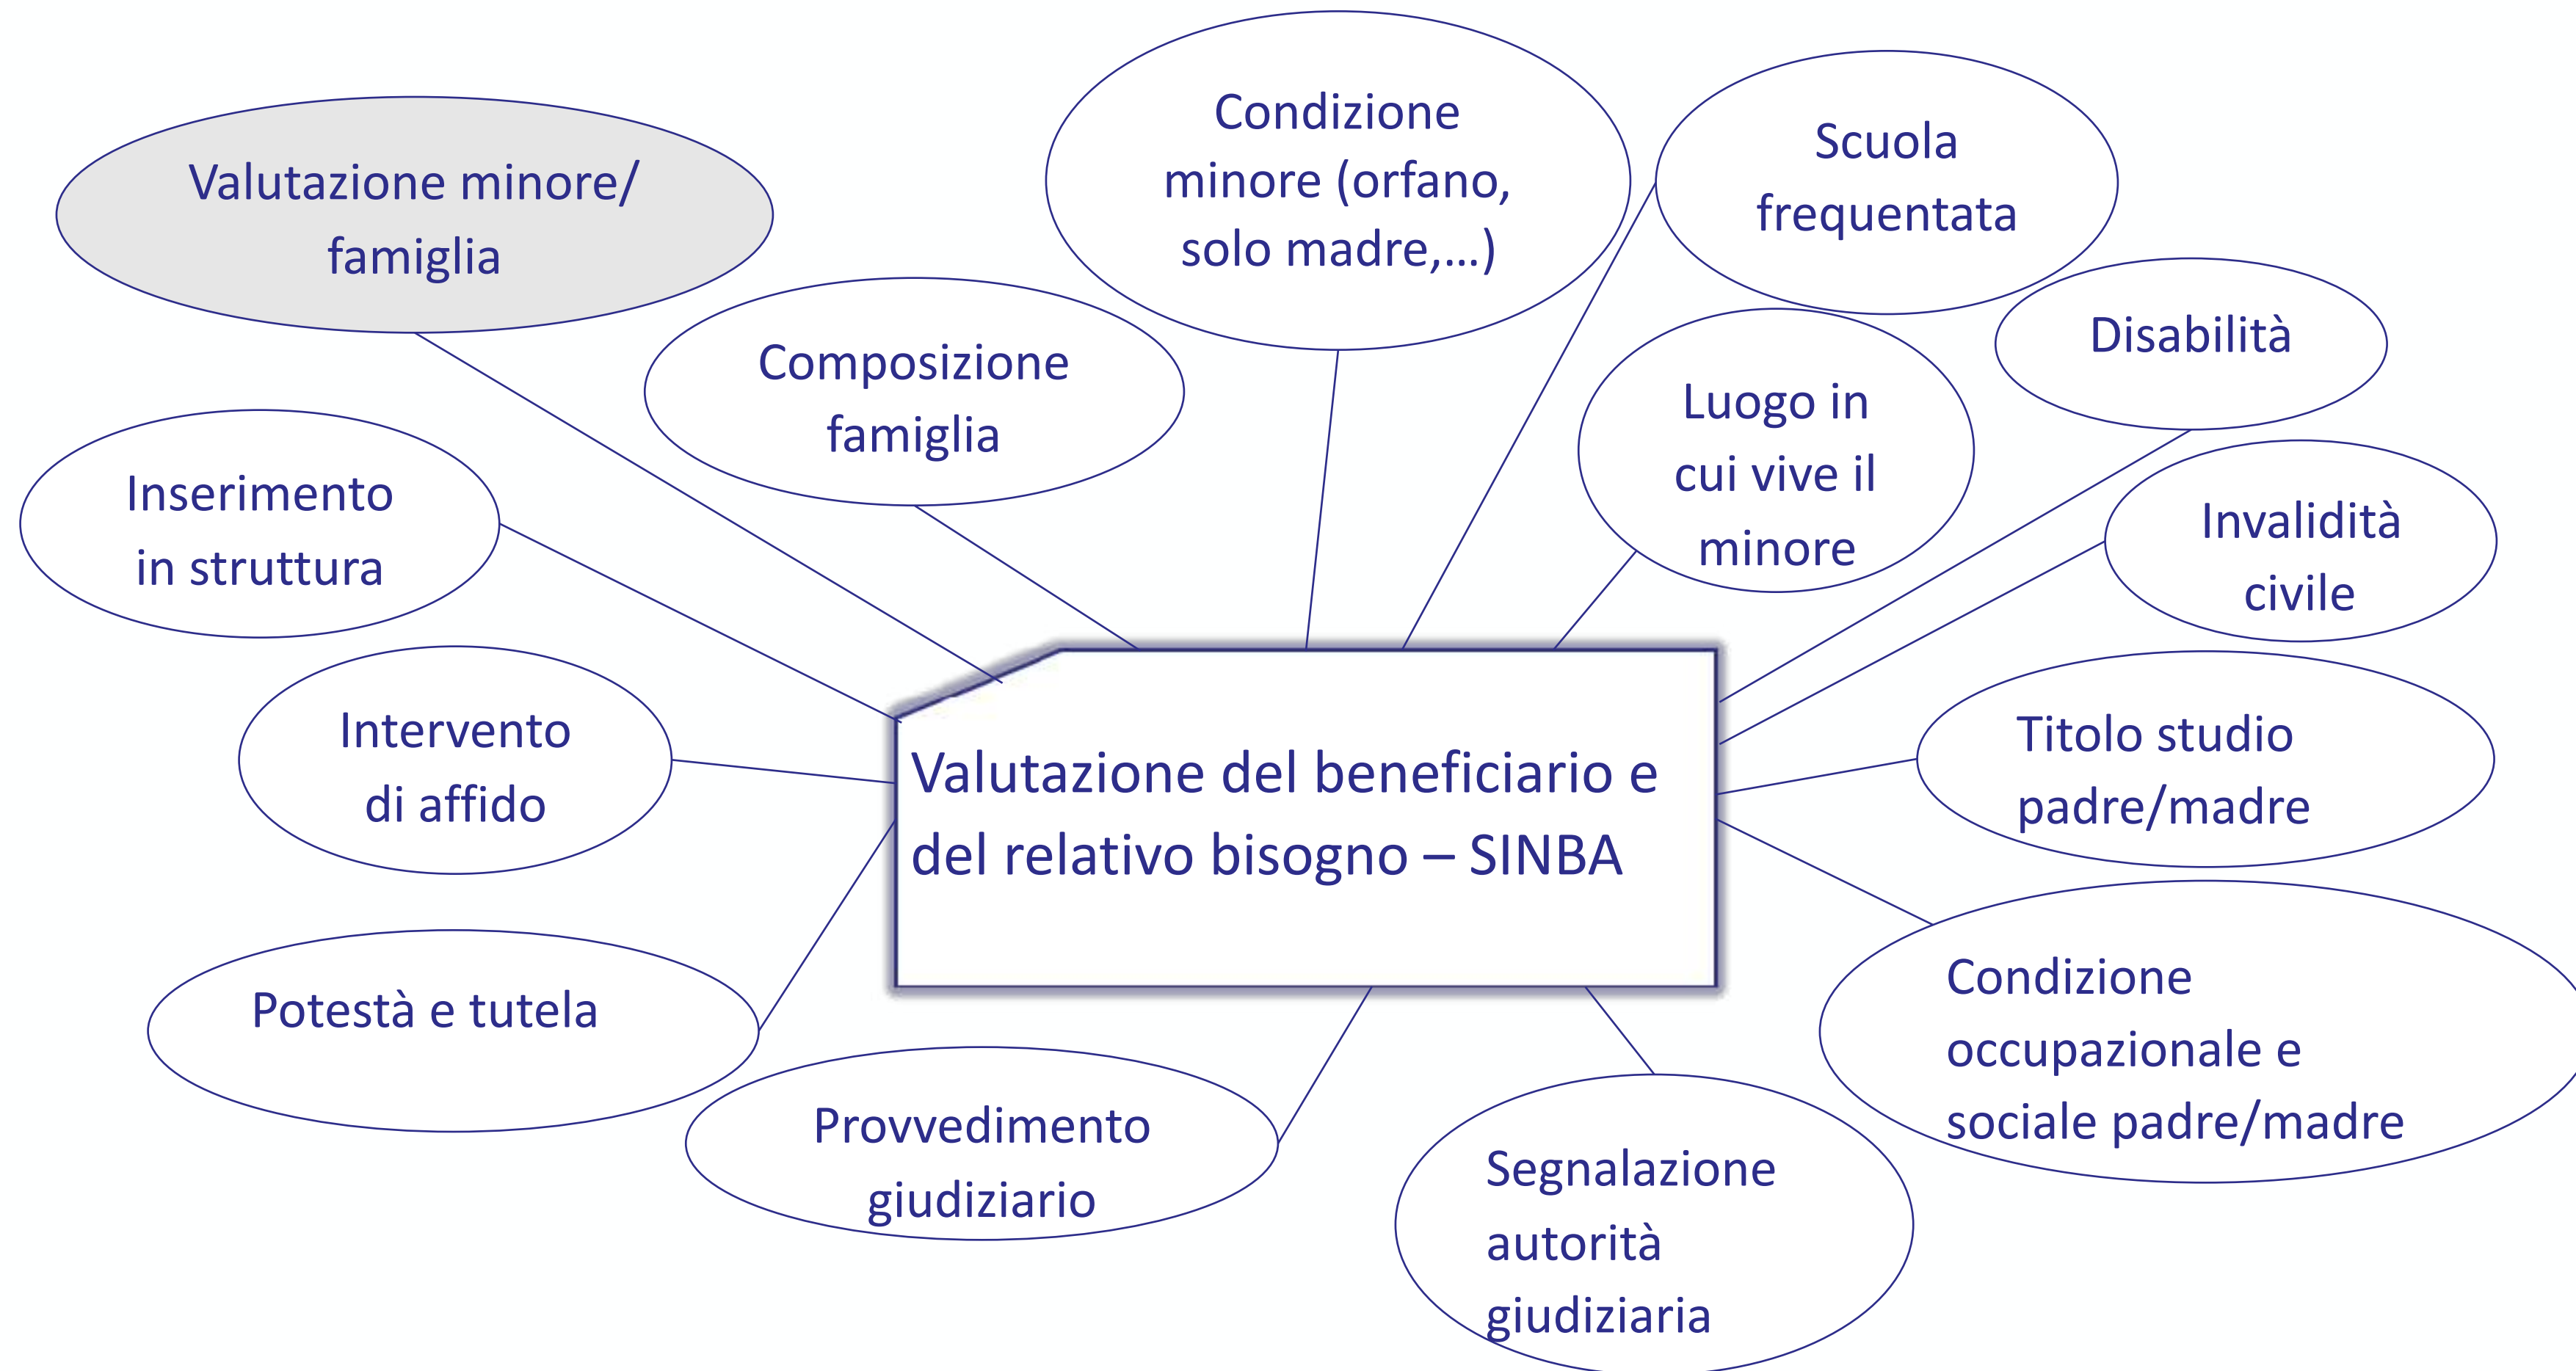 Valutazione minore/
famiglia
Condizione
minore (orfano,
solo madre,...)
Scuola
frequentata
Composizione
famiglia
Luogo in
cui vive il
minore
Disabilità
Inserimento
in struttura
Invalidità
civile
Intervento
di affido
Valutazione del beneficiario e
del relativo bisogno – SINBA
Titolo studio
padre/madre
Potestà e tutela
Condizione
occupazionale e
sociale padre/madre
Provvedimento
giudiziario
Segnalazione
autorità
giudiziaria